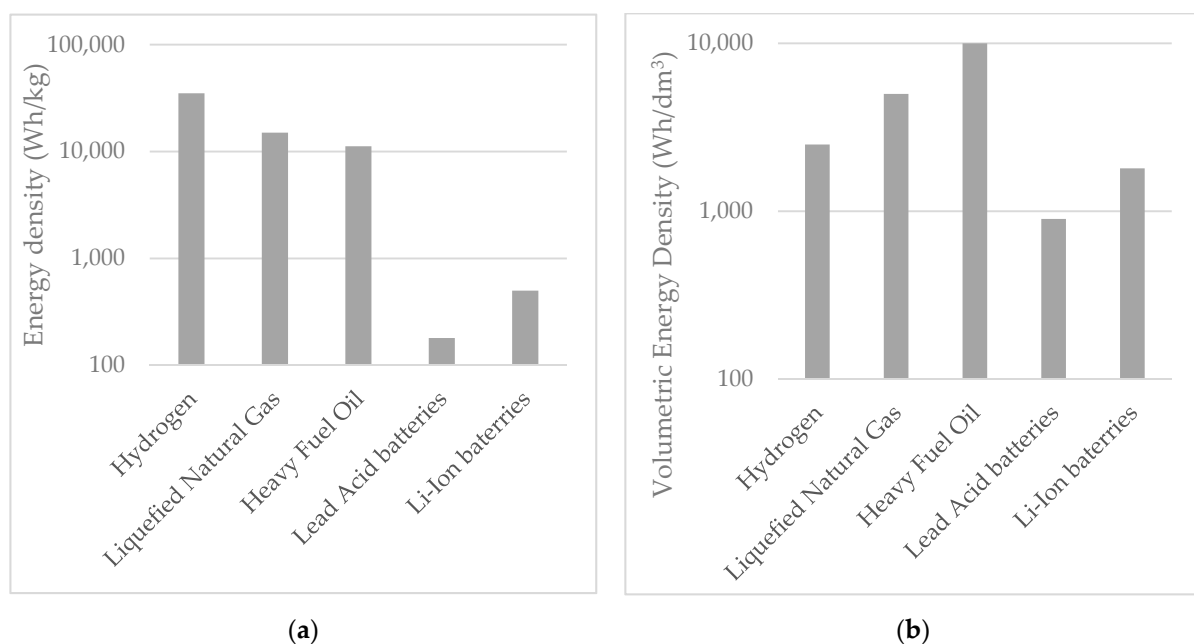 100,000
10,000
1,000
100
Energy density (Wh/kg)
Hydrogen
Liquefied Natural Gas
Heavy Fuel Oil
Lead Acid batteries
Li-Ion baterries
(a)
10,000
1,000
100
Volumetric Energy Density (Wh/dm³)
Hydrogen
Liquefied Natural Gas
Heavy Fuel Oil
Lead Acid batteries
Li-Ion baterries
(b)